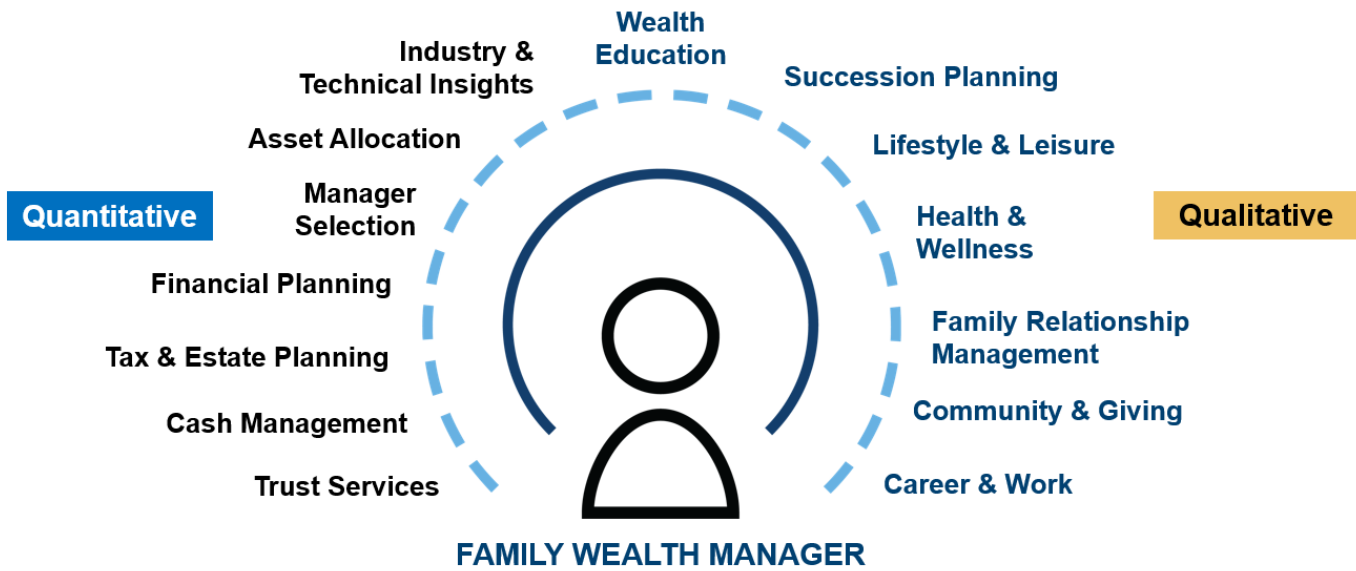 Wealth
Education
Industry &
Technical Insights
Succession Planning
Asset Allocation
Lifestyle & Leisure
Manager
Selection
Quantitative
Health &
Wellness
Qualitative
Financial Planning
Family Relationship
Management
Tax & Estate Planning
Community & Giving
Cash Management
Trust Services
Career & Work
FAMILY WEALTH MANAGER